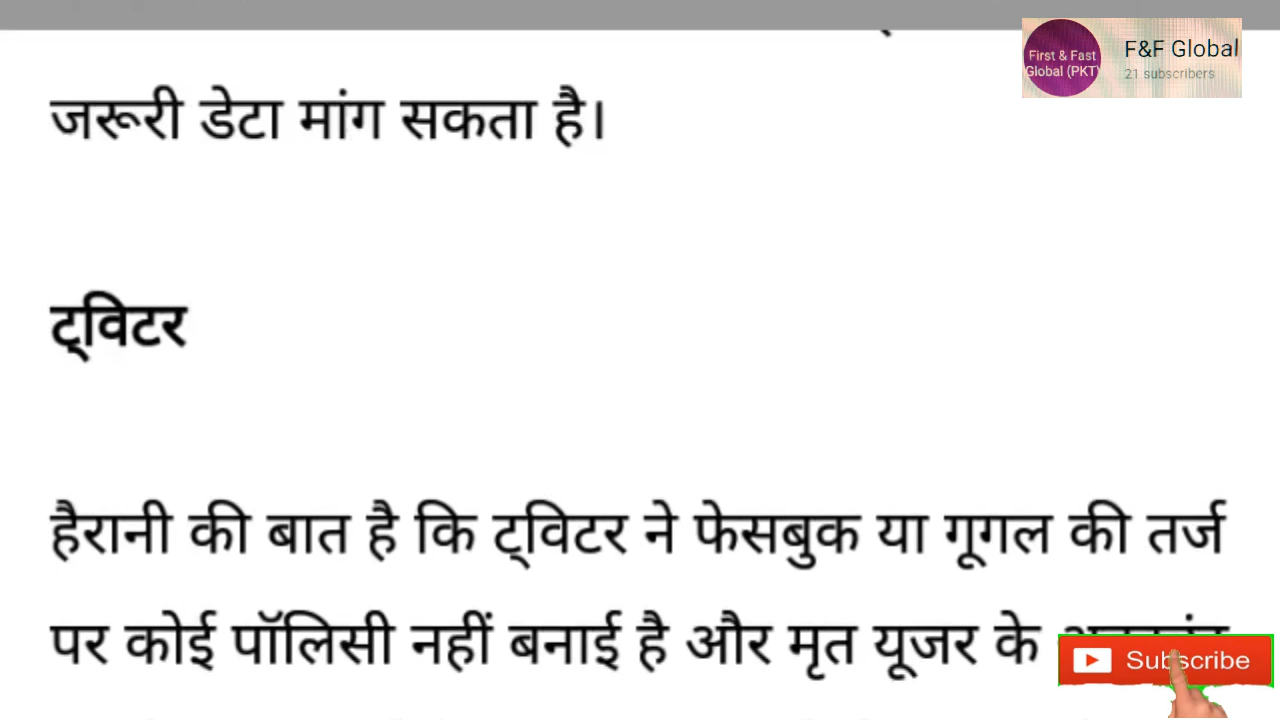 First & Fast
Global (PKT)
F&F Global
21 subscribers
जरूरी डेटा मांग सकता है।
ट्विटर
हैरानी की बात है कि ट्विटर ने फेसबुक या गूगल की तर्ज
पर कोई पॉलिसी नहीं बनाई है और मृत यूजर के
Subscribe